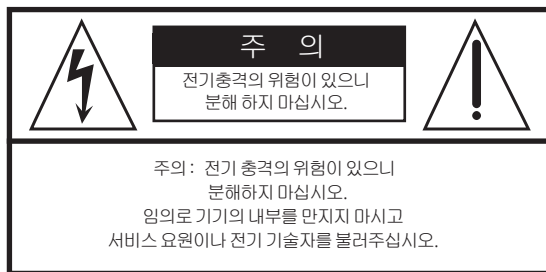 주 의
전기충격의 위험이 있으니
분해 하지 마십시오.
주의 : 전기 충격의 위험이 있으니
분해하지 마십시오.
임의로 기기의 내부를 만지지 마시고
서비스 요원이나 전기 기술자를 불러주십시오.